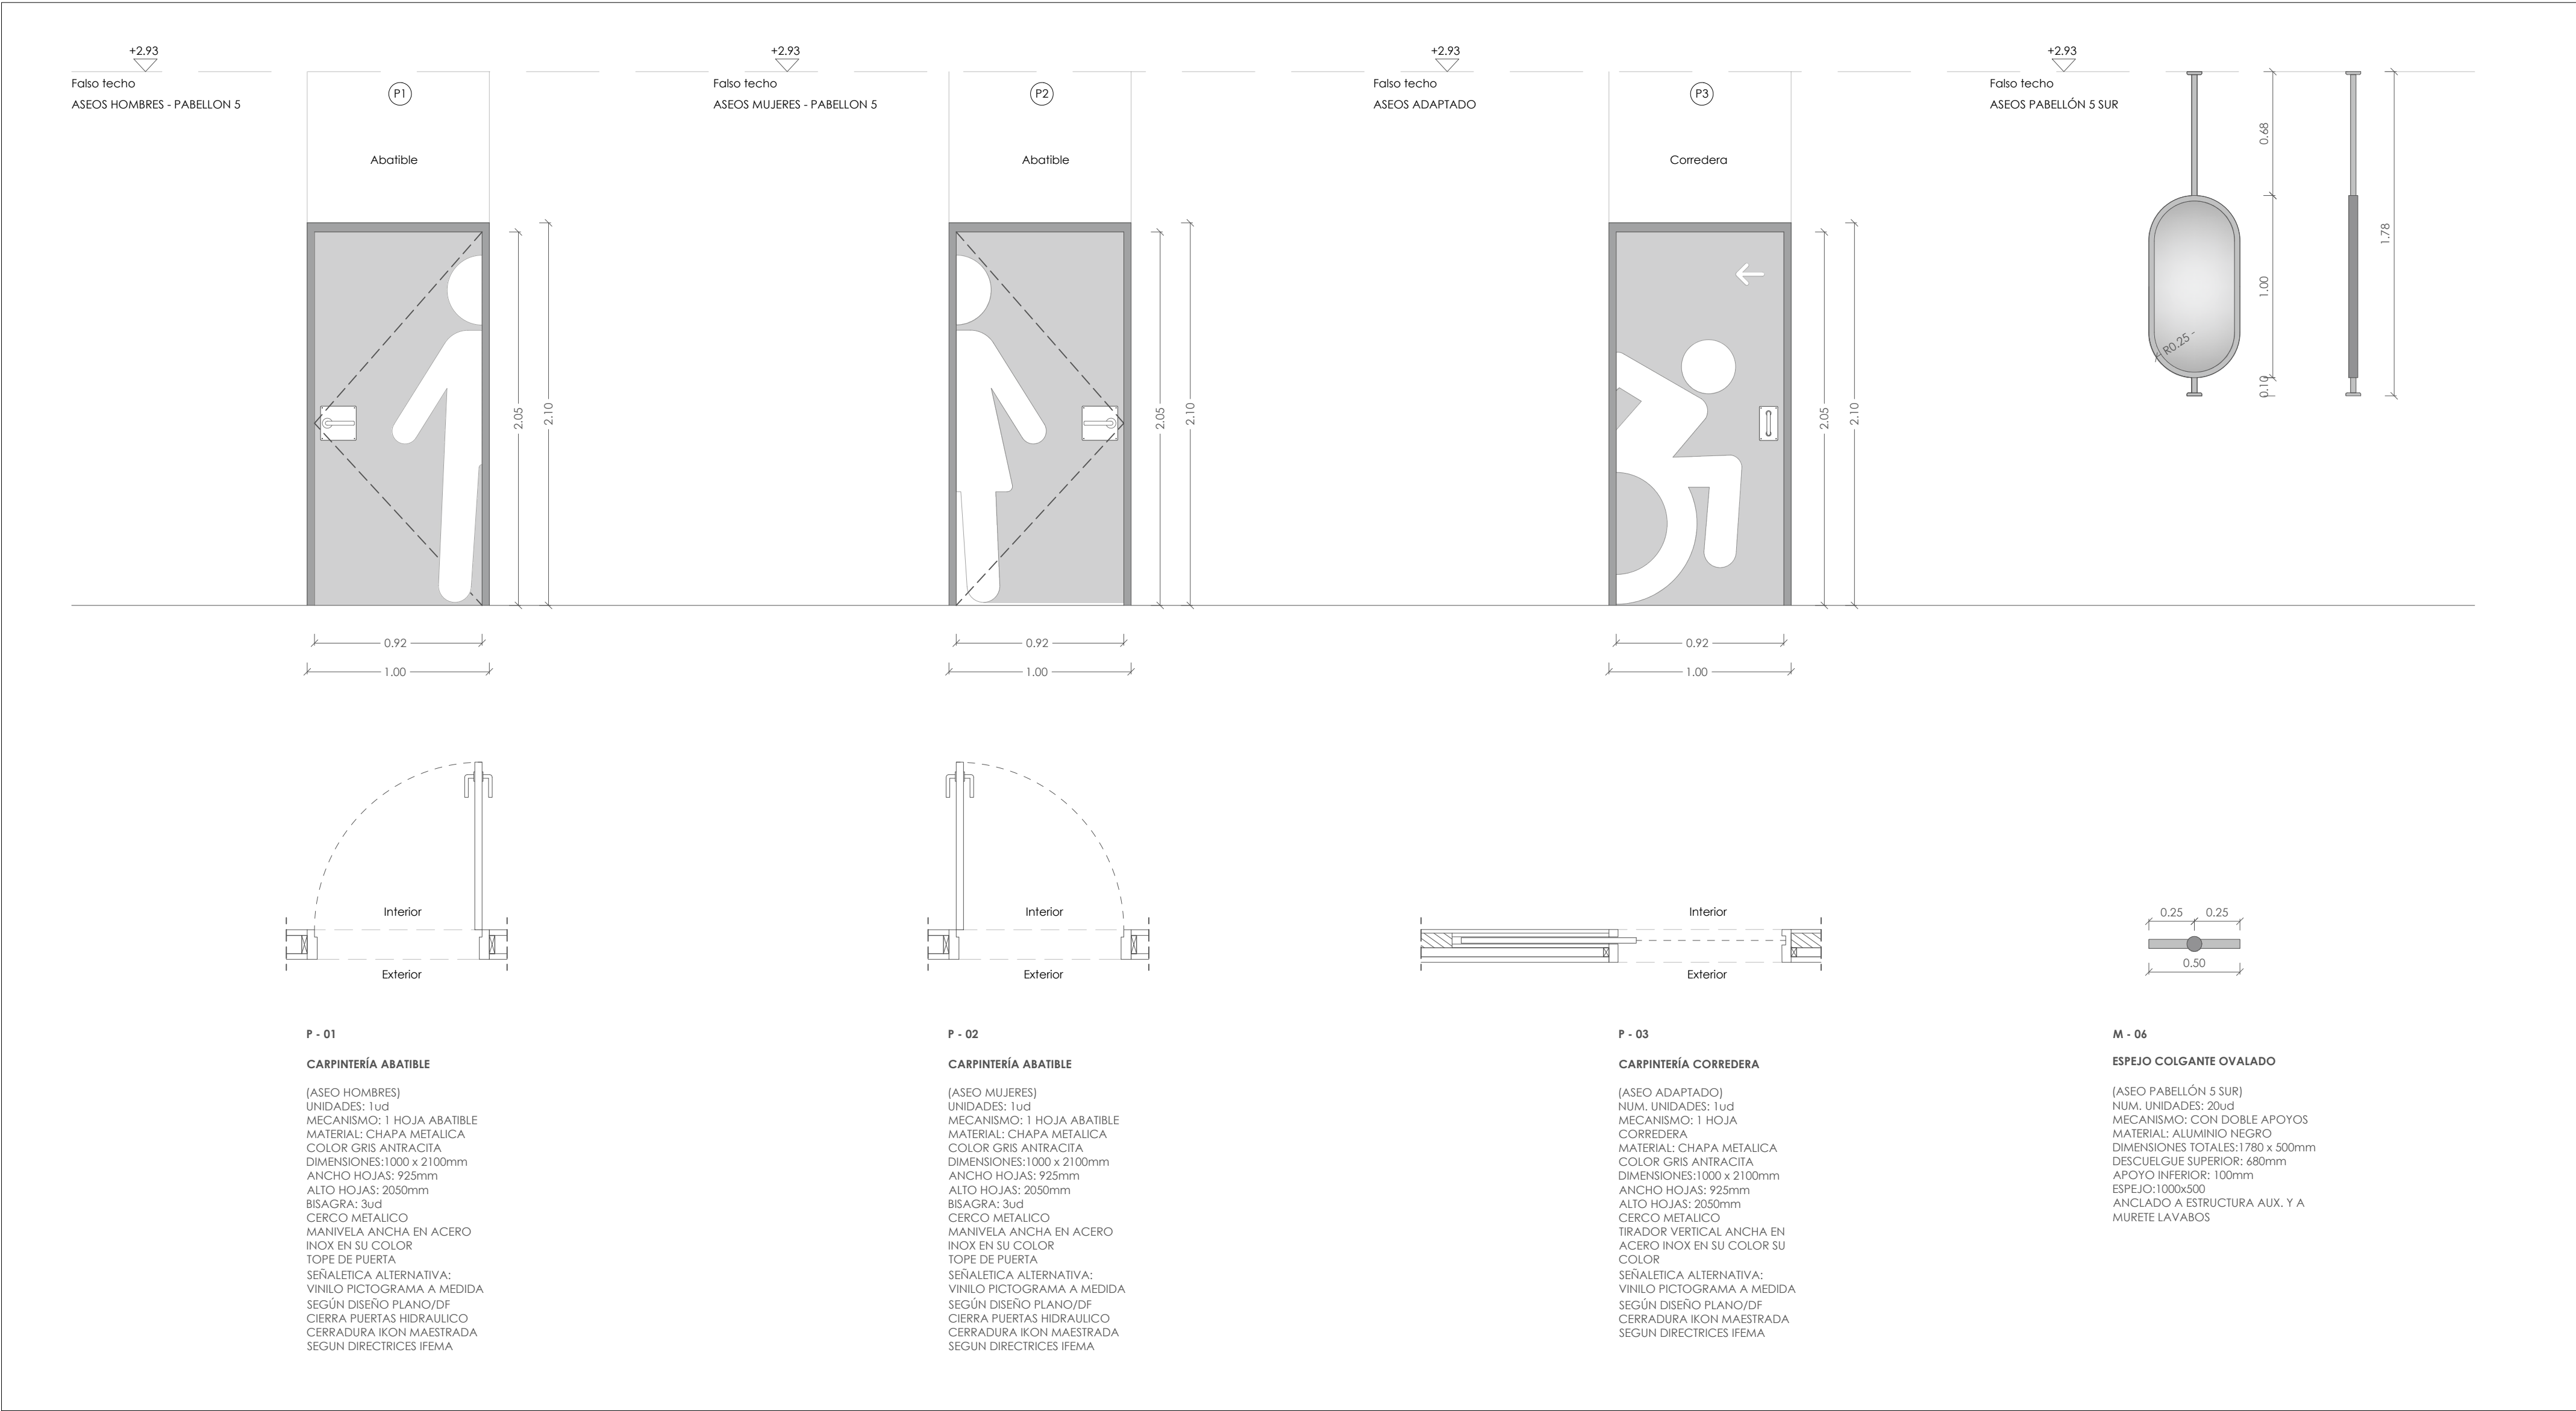 +2.93
Falso techo
ASEOS HOMBRES - PABELLON 5
P1
Abatible
2.05
2.10
0.92
1.00
+2.93
Falso techo
ASEOS MUJERES - PABELLON 5
P2
Abatible
2.05
2.10
0.92
1.00
+2.93
Falso techo
ASEOS ADAPTADO
P3
Corredera
2.05
2.10
0.92
1.00
+2.93
Falso techo
ASEOS PABELLÓN 5 SUR
0.68
1.00
0.10
1.78
R0.25
Interior
Exterior
Interior
Exterior
Interior
Exterior
0.25
0.25
0.50
P - 01
CARPINTERÍA ABATIBLE
(ASEO HOMBRES)
UNIDADES: 1ud
MECANISMO: 1 HOJA ABATIBLE
MATERIAL: CHAPA METALICA
COLOR GRIS ANTRACITA
DIMENSIONES:1000 x 2100mm
ANCHO HOJAS: 925mm
ALTO HOJAS: 2050mm
BISAGRA: 3ud
CERCO METALICO
MANIVELA ANCHA EN ACERO
INOX EN SU COLOR
TOPE DE PUERTA
SEÑALETICA ALTERNATIVA:
VINILO PICTOGRAMA A MEDIDA
SEGÚN DISEÑO PLANO/DF
CIERRA PUERTAS HIDRAULICO
CERRADURA IKON MAESTRADA
SEGUN DIRECTRICES IFEMA
P - 02
CARPINTERÍA ABATIBLE
(ASEO MUJERES)
UNIDADES: 1ud
MECANISMO: 1 HOJA ABATIBLE
MATERIAL: CHAPA METALICA
COLOR GRIS ANTRACITA
DIMENSIONES:1000 x 2100mm
ANCHO HOJAS: 925mm
ALTO HOJAS: 2050mm
BISAGRA: 3ud
CERCO METALICO
MANIVELA ANCHA EN ACERO
INOX EN SU COLOR
TOPE DE PUERTA
SEÑALETICA ALTERNATIVA:
VINILO PICTOGRAMA A MEDIDA
SEGÚN DISEÑO PLANO/DF
CIERRA PUERTAS HIDRAULICO
CERRADURA IKON MAESTRADA
SEGUN DIRECTRICES IFEMA
P - 03
CARPINTERÍA CORREDERA
(ASEO ADAPTADO)
NUM. UNIDADES: 1ud
MECANISMO: 1 HOJA
CORREDERA
MATERIAL: CHAPA METALICA
COLOR GRIS ANTRACITA
DIMENSIONES:1000 x 2100mm
ANCHO HOJAS: 925mm
ALTO HOJAS: 2050mm
CERCO METALICO
TIRADOR VERTICAL ANCHA EN
ACERO INOX EN SU COLOR SU
COLOR
SEÑALETICA ALTERNATIVA:
VINILO PICTOGRAMA A MEDIDA
SEGÚN DISEÑO PLANO/DF
CERRADURA IKON MAESTRADA
SEGUN DIRECTRICES IFEMA
M - 06
ESPEJO COLGANTE OVALADO
(ASEO PABELLÓN 5 SUR)
NUM. UNIDADES: 20ud
MECANISMO: CON DOBLE APOYOS
MATERIAL: ALUMINIO NEGRO
DIMENSIONES TOTALES:1780 x 500mm
DESCUELGUE SUPERIOR: 680mm
APOYO INFERIOR: 100mm
ESPEJO:1000x500
ANCLADO A ESTRUCTURA AUX. Y A
MURETE LAVABOS